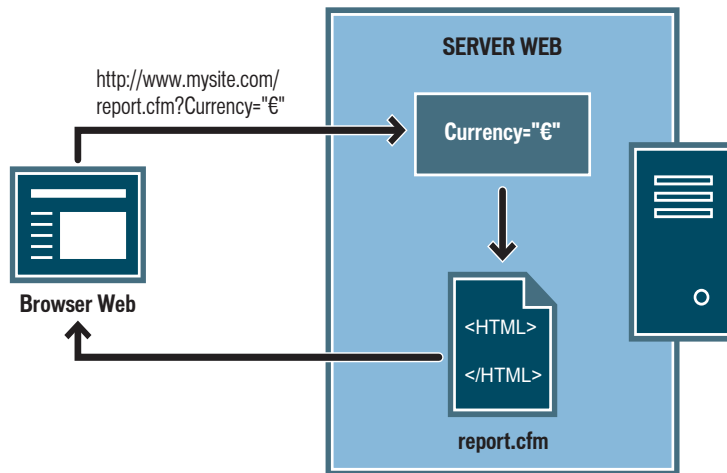 SERVER WEB
http://www.mysite.com/
report.cfm?Currency="€"
Currency="€"
Browser Web
<HTML>
</HTML>
report.cfm